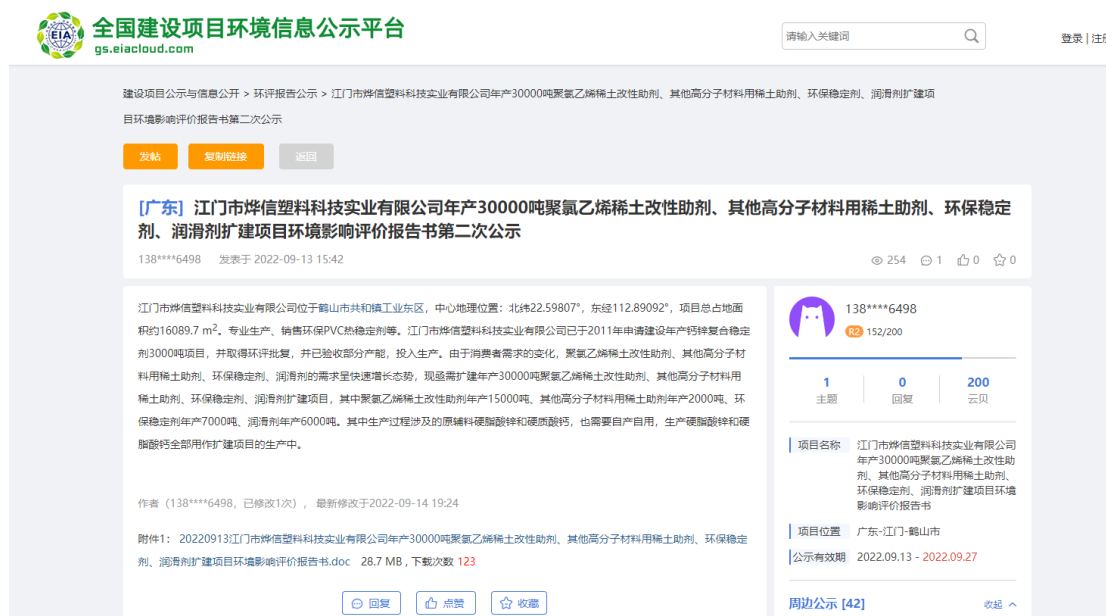 EIA
全国建设项目环境信息公示平台
gs.eiacloud.com
请输入关键词
登录 | 注册
建设项目公示与信息公开 > 环评报告公示 > 江门市烨信塑料科技实业有限公司年产30000吨聚氯乙烯稀土改性助剂、其他高分子材料用稀土助剂、环保稳定剂、润滑剂扩建项
目环境影响评价报告书第二次公示
发帖
复制链接
返回
[广东] 江门市烨信塑料科技实业有限公司年产30000吨聚氯乙烯稀土改性助剂、其他高分子材料用稀土助剂、环保稳定
剂、润滑剂扩建项目环境影响评价报告书第二次公示
138****6498 发表于 2022-09-13 15:42
254 1 0 0
江门市烨信塑料科技实业有限公司位于鹤山市共和镇工业东区，中心地理位置：北纬22.59807°，东经112.89092°，项目总占地面
积约16089.7 m²。专业生产、销售环保PVC热稳定剂等。江门市烨信塑料科技实业有限公司已于2011年申请建设年产钙锌复合稳定
剂3000吨项目，并取得环评批复，并已验收部分产能，投入生产。由于消费者需求的变化，聚氯乙烯稀土改性助剂、其他高分子材
料用稀土助剂、环保稳定剂、润滑剂的需求呈快速增长态势，现亟需扩建年产30000吨聚氯乙烯稀土改性助剂、其他高分子材料用
稀土助剂、环保稳定剂、润滑剂扩建项目，其中聚氯乙烯稀土改性助剂年产15000吨、其他高分子材料用稀土助剂年产2000吨、环
保稳定剂年产7000吨、润滑剂年产6000吨。其中生产过程涉及的原辅料硬脂酸锌和硬质酸钙，也需要自产自用，生产硬脂酸锌和硬
脂酸钙全部用作扩建项目的生产中。
作者（138****6498，已修改1次），最新修改于2022-09-14 19:24
附件1： 20220913江门市烨信塑料科技实业有限公司年产30000吨聚氯乙烯稀土改性助剂、其他高分子材料用稀土助剂、环保稳定
剂、润滑剂扩建项目环境影响评价报告书.doc 28.7 MB , 下载次数 123
回复
点赞
收藏
138****6498
R2 152/200
1 0 200
主题 回复 云贝
项目名称 江门市烨信塑料科技实业有限公司
年产30000吨聚氯乙烯稀土改性助
剂、其他高分子材料用稀土助剂、
环保稳定剂、润滑剂扩建项目环境
影响评价报告书
项目位置 广东-江门-鹤山市
公示有效期 2022.09.13 - 2022.09.27
周边公示 [42] 收起